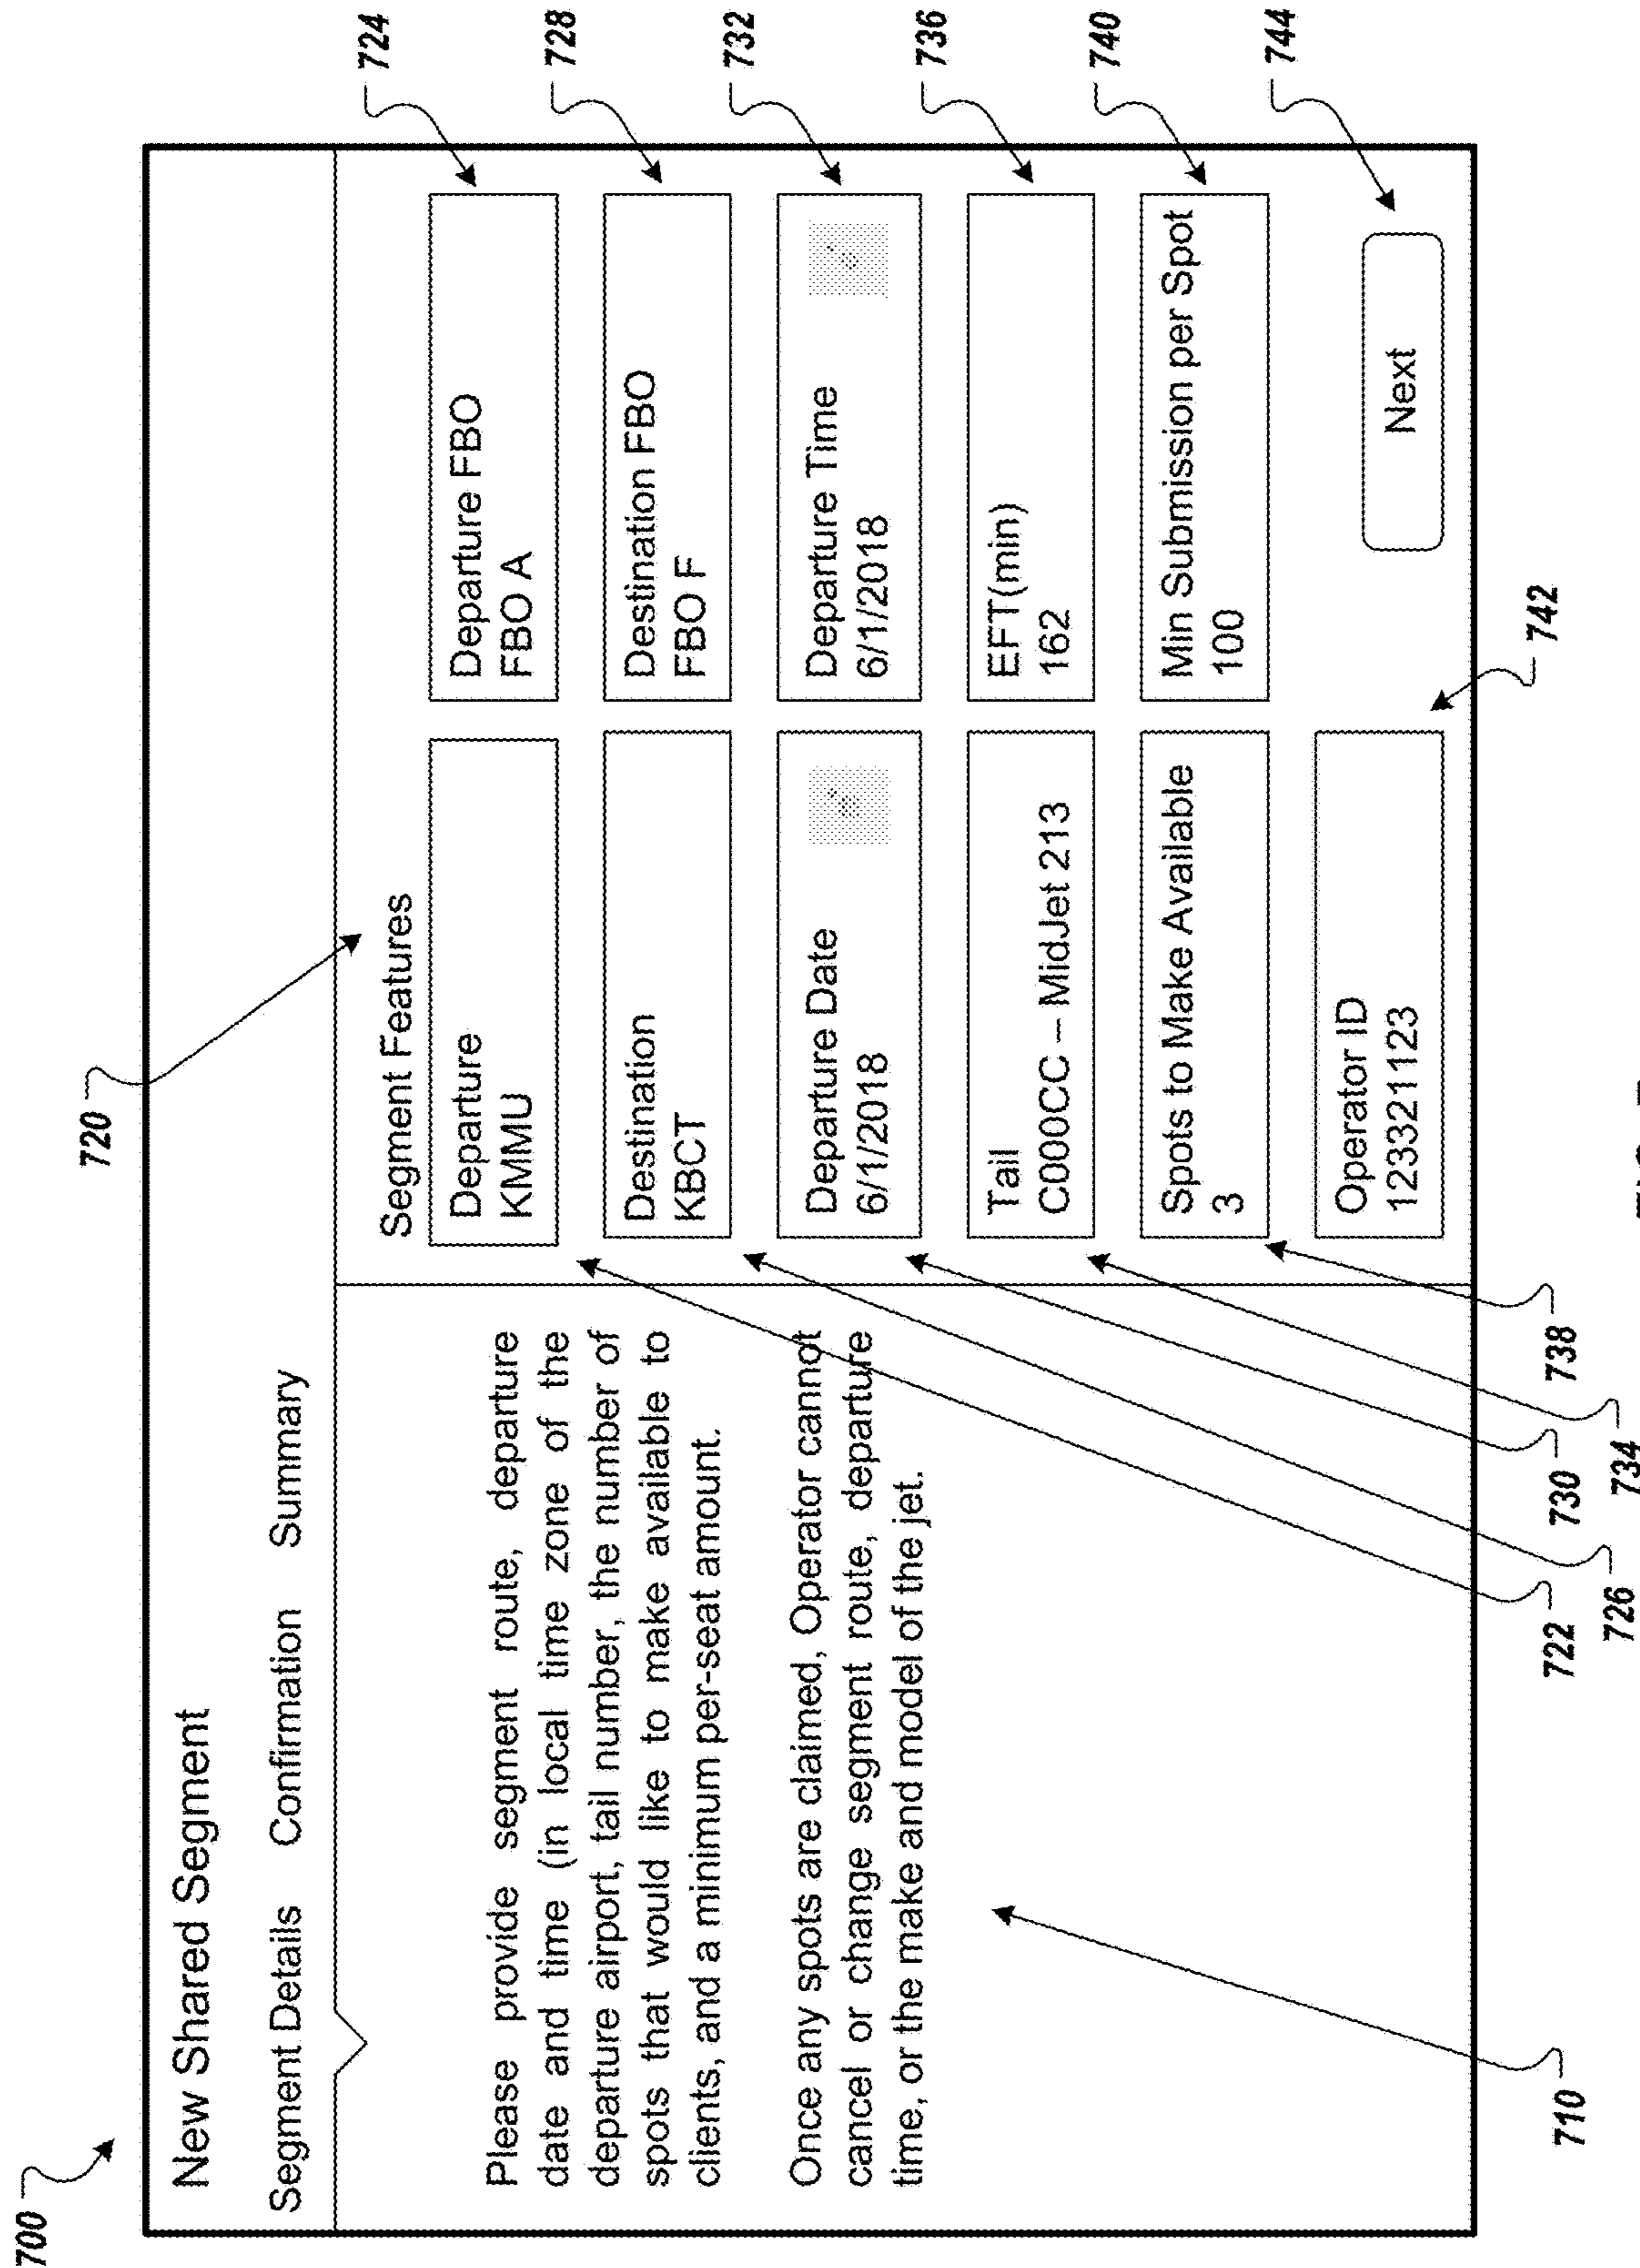 700
New Shared Segment
Segment Details Confirmation Summary
Please provide segment route, departure
date and time (in local time zone of the
departure airport, tail number, the number of
spots that would like to make available to
clients, and a minimum per-seat amount.
Once any spots are claimed, Operator cannot
cancel or change segment route, departure
time, or the make and model of the jet.
710
720
Segment Features
Departure
KMMU
722
Departure FBO
FBO A
724
Destination
KBCT
726
Destination FBO
FBO F
728
Departure Date
6/1/2018
730
Departure Time
6/1/2018
732
Tail
C000CC – MidJet 213
734
EFT(min)
162
736
Spots to Make Available
3
738
Min Submission per Spot
100
740
Operator ID
123321123
742
Next
744